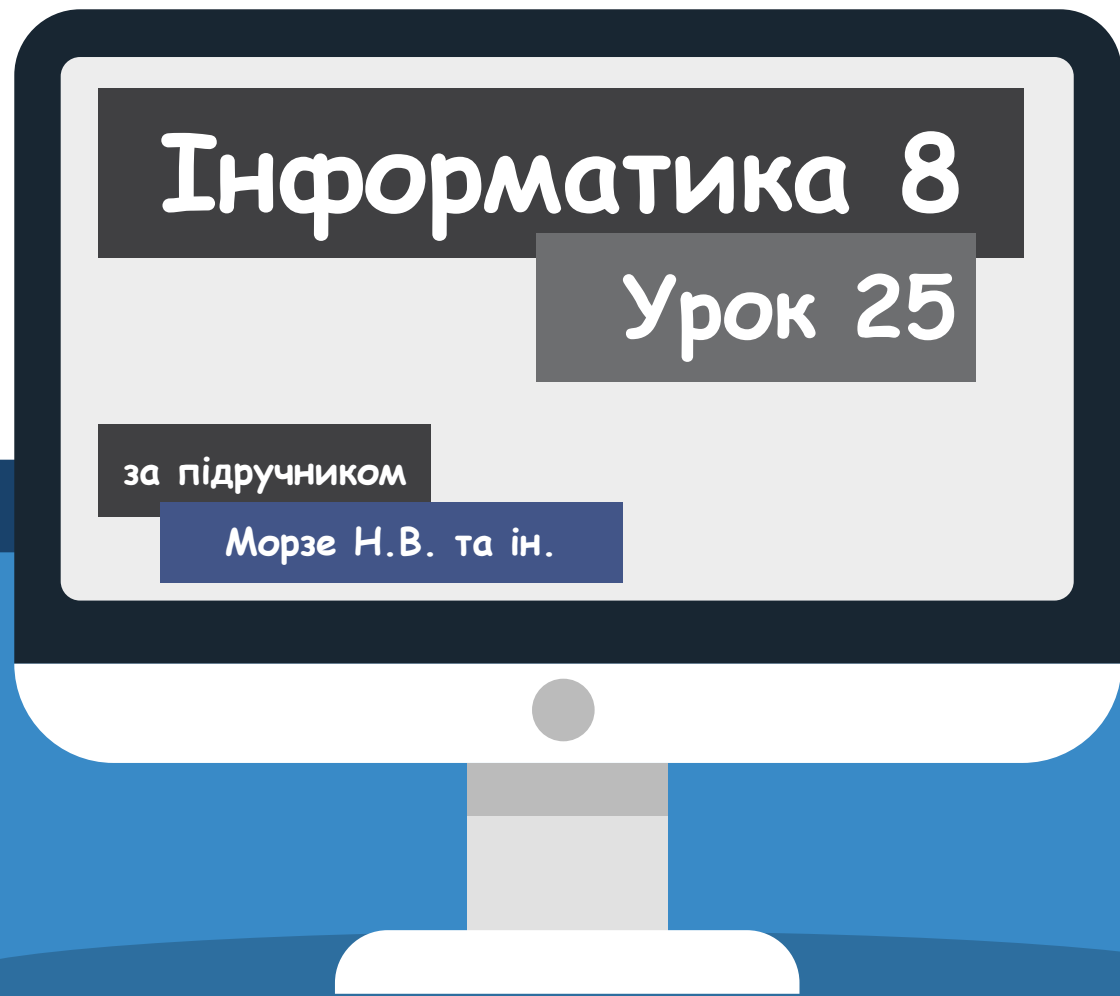 Інформатика 8
Урок 25
за підручником
Морзе Н.В. та ін.